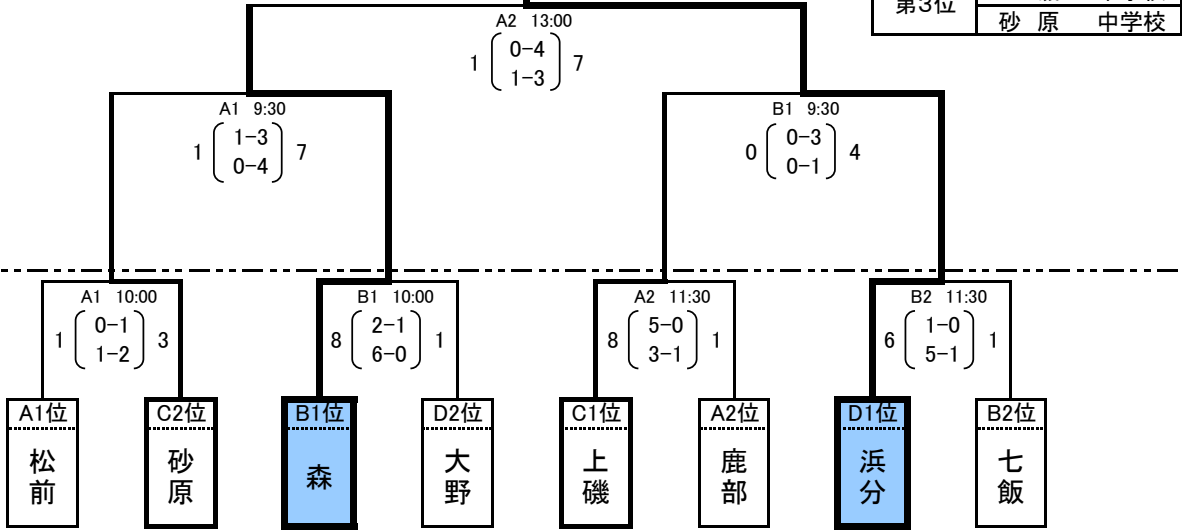 A2 13:00
第3位
砂 原 中学校
1 0-4 7
1-3
A1 9:30
B1 9:30
1 1-3 7
0-4
0 0-3 4
0-1
A1 10:00
B1 10:00
A2 11:30
B2 11:30
1 0-1 3
1-2
8 2-1 1
6-0
8 5-0 1
3-1
6 1-0 1
5-1
A1位
C2位
B1位
D2位
C1位
A2位
D1位
B2位
松前
砂原
森
大野
上磯
鹿部
浜分
七飯